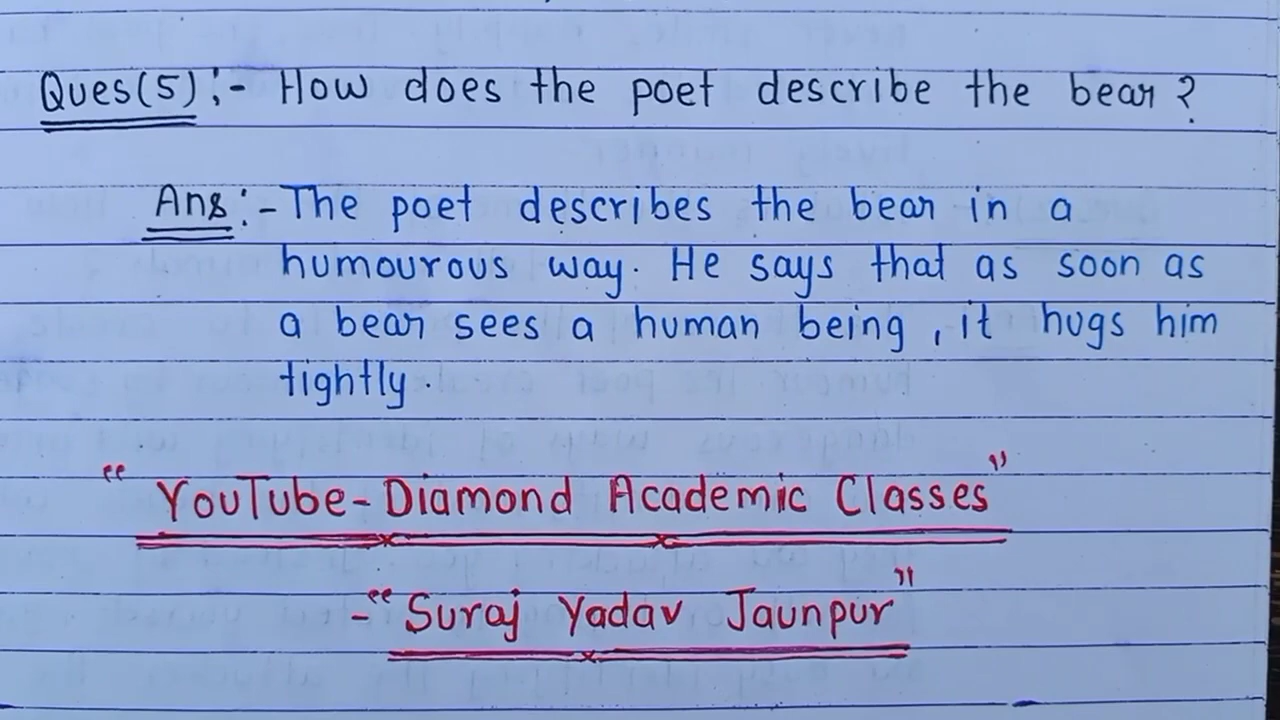 Ques(5):- How does the poet describe the bear?
Ans:- The poet describes the bear in a
humourous way. He says that as soon as
a bear sees a human being, it hugs him
tightly.
"YouTube-Diamond Academic Classes"
-"Suraj Yadav Jaunpur"